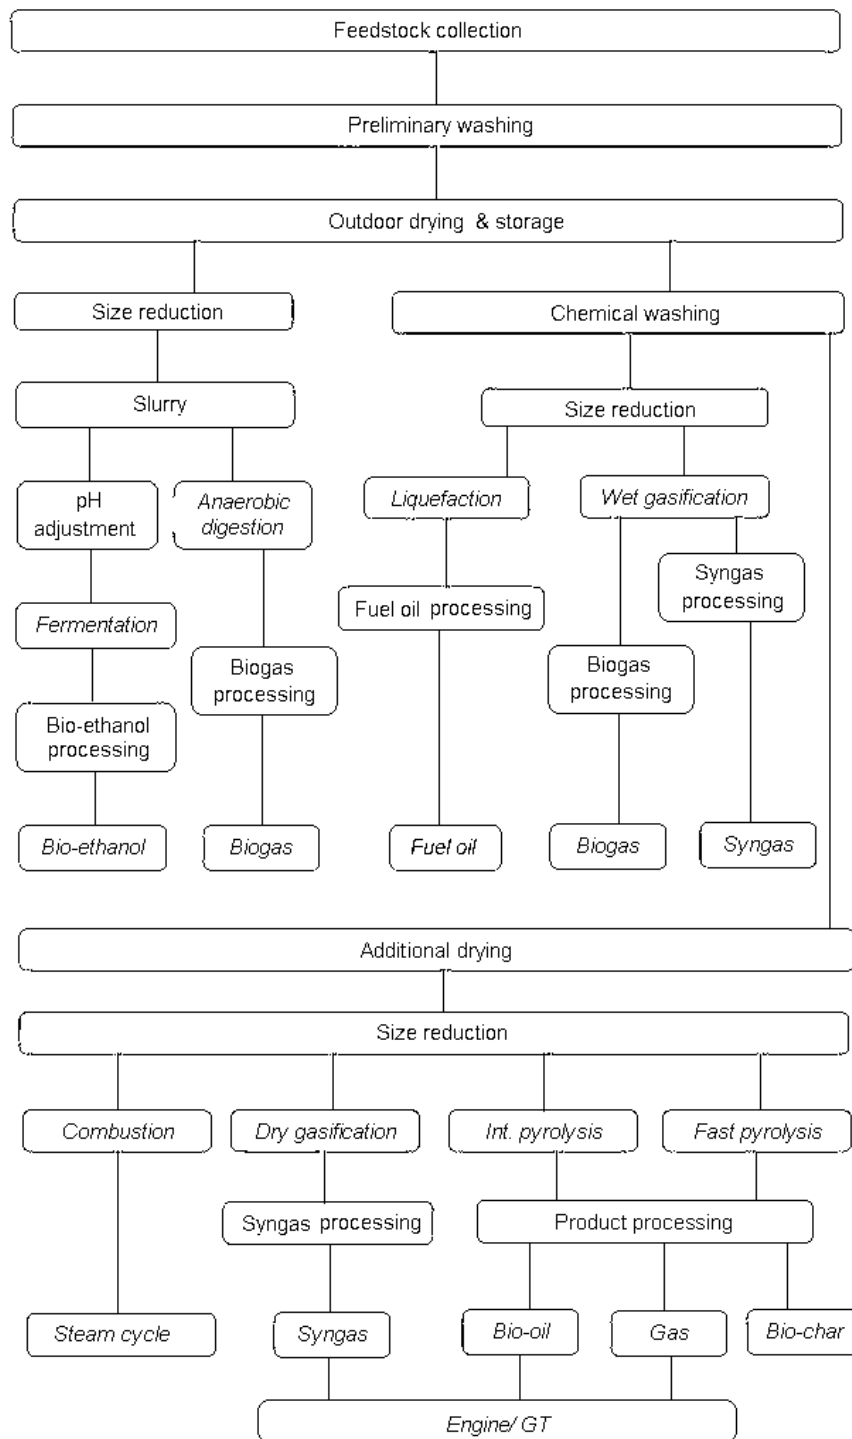 Feedstock collection
Preliminary washing
Outdoor drying & storage
Size reduction
Chemical washing
Slurry
Size reduction
pH
adjustment
Anaerobic
digestion
Liquefaction
Wet gasification
Syngas
processing
Fuel oil processing
Fermentation
Biogas
processing
Biogas
processing
Bio-ethanol
processing
Bio-ethanol
Biogas
Fuel oil
Biogas
Syngas
Additional drying
Size reduction
Combustion
Dry gasification
Int. pyrolysis
Fast pyrolysis
Syngas processing
Product processing
Steam cycle
Syngas
Bio-oil
Gas
Bio-char
Engine/ GT